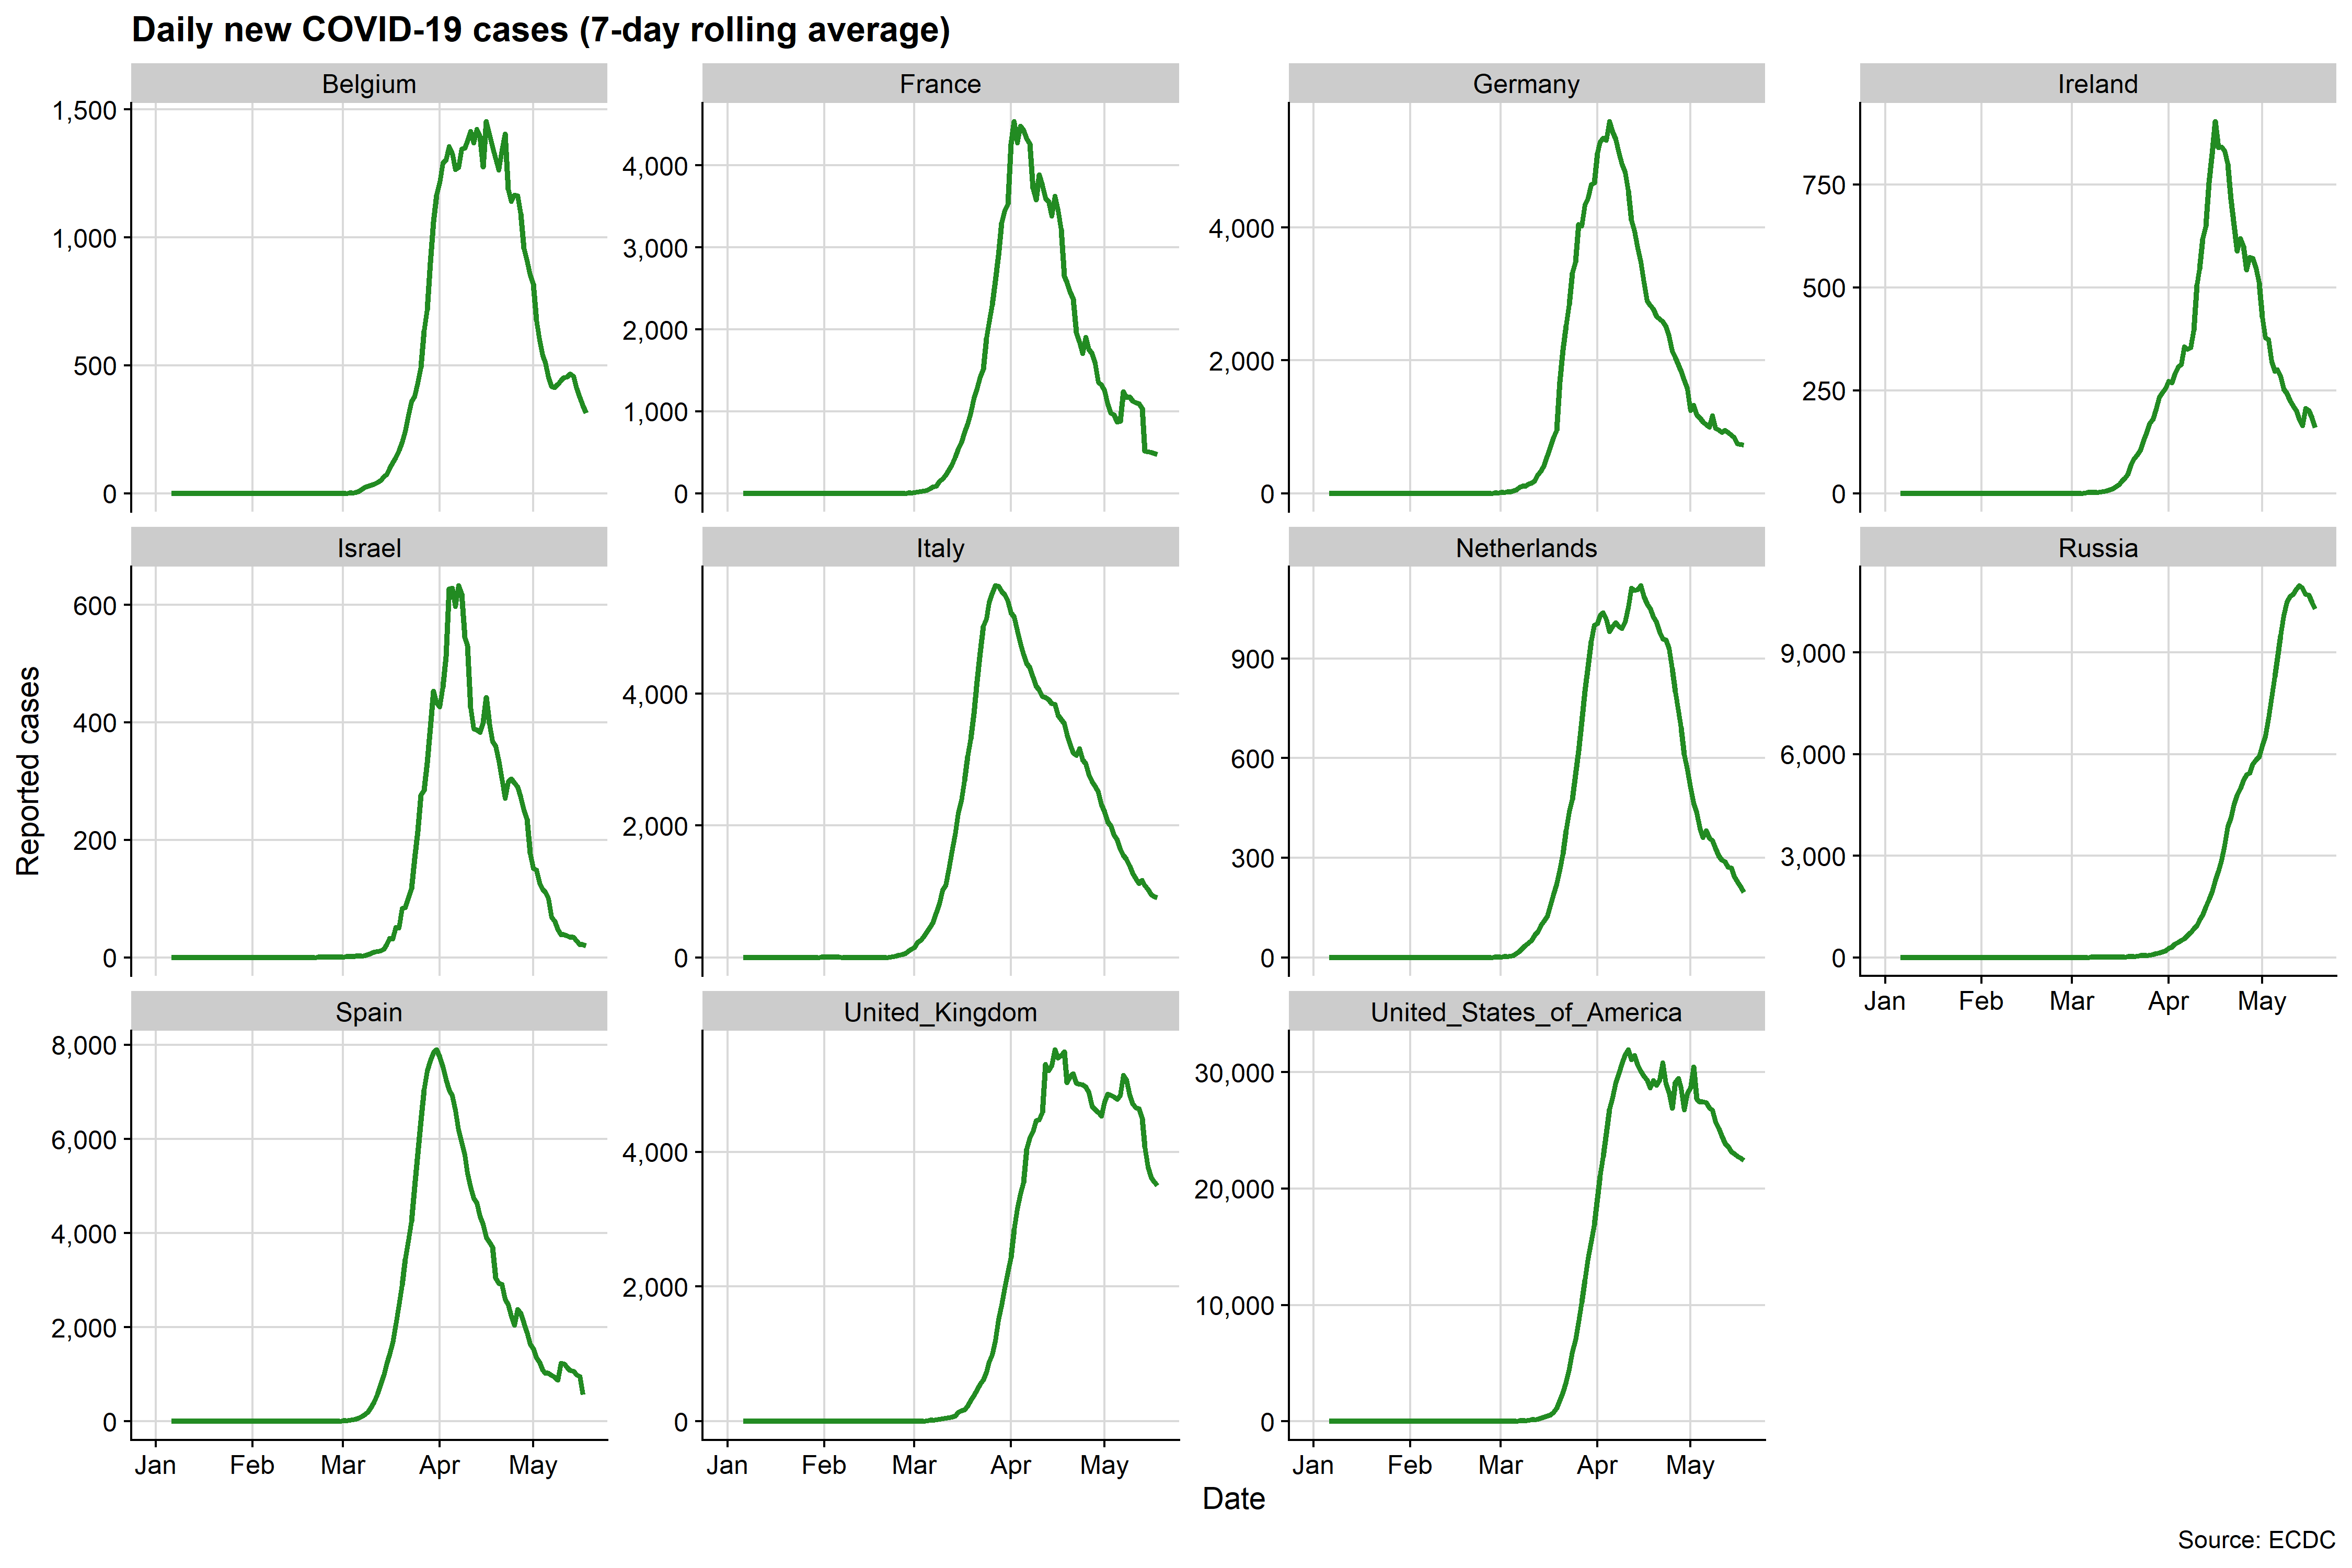 Daily new COVID-19 cases (7-day rolling average)
Belgium
1,500
1,000
500
0
France
4,000
3,000
2,000
1,000
0
Germany
4,000
2,000
0
Ireland
750
500
250
0
Reported cases
Israel
600
400
200
0
Italy
4,000
2,000
0
Netherlands
900
600
300
0
Russia
9,000
6,000
3,000
0
Jan Feb Mar Apr May
Spain
8,000
6,000
4,000
2,000
0
Jan Feb Mar Apr May
United_Kingdom
4,000
2,000
0
Jan Feb Mar Apr May
United_States_of_America
30,000
20,000
10,000
0
Jan Feb Mar Apr May
Date
Source: ECDC